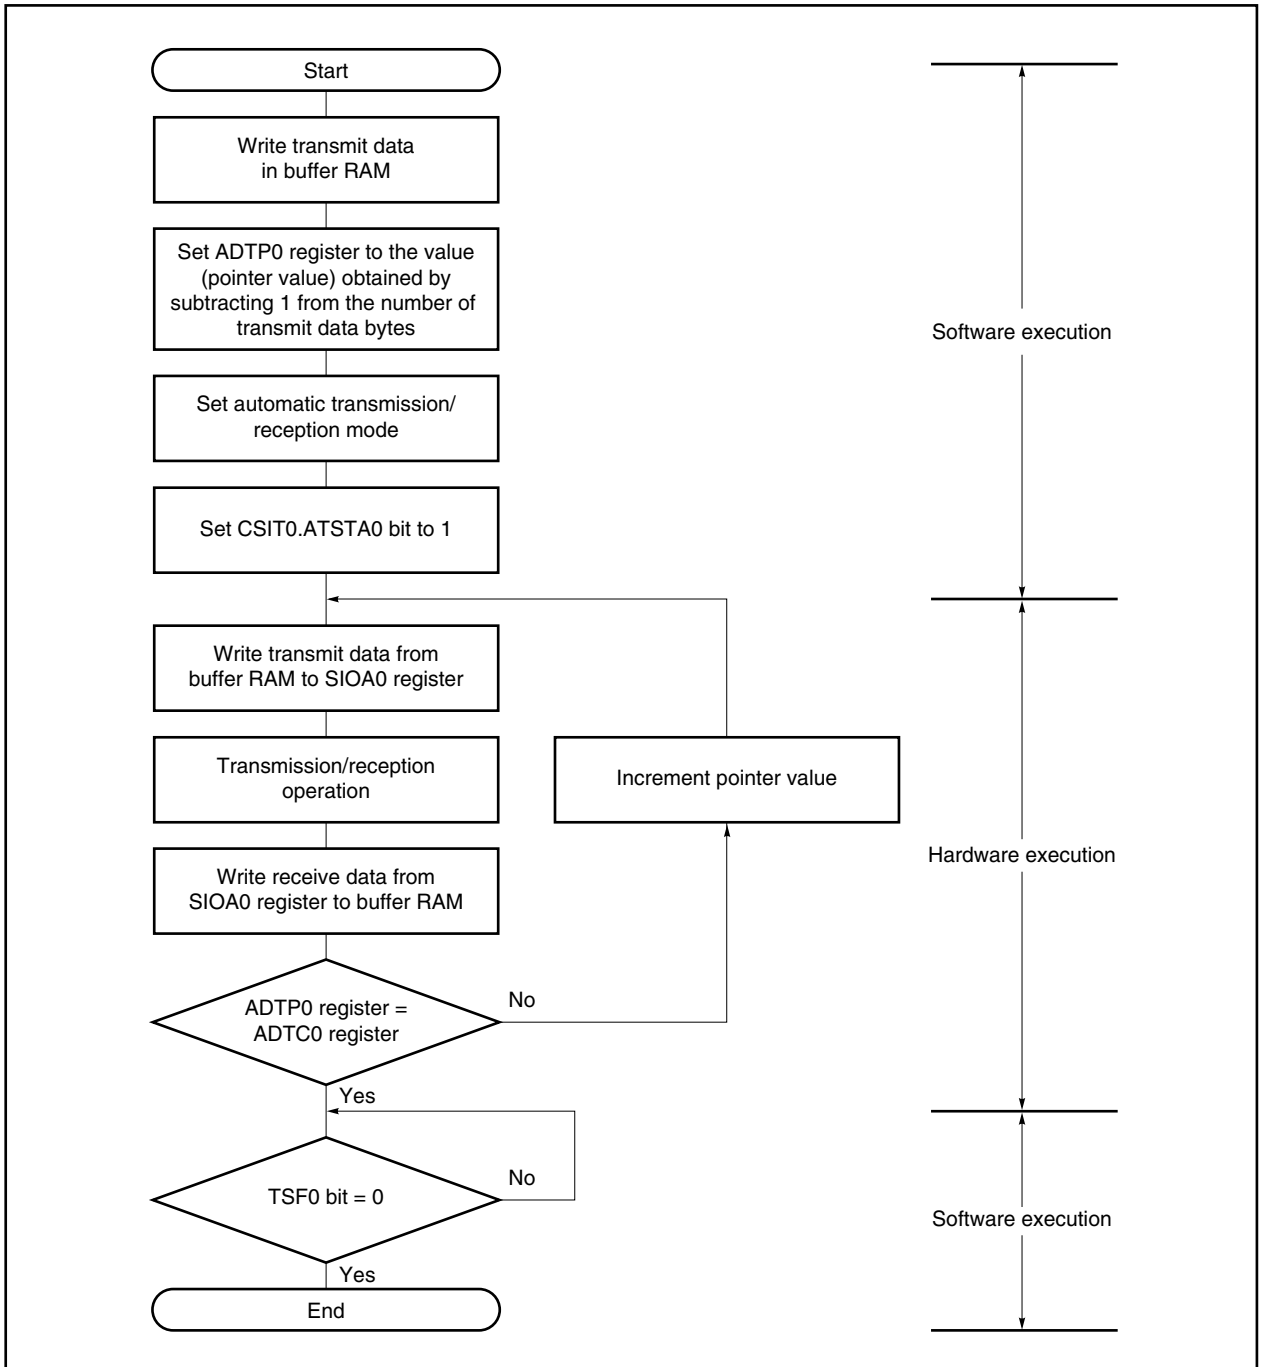 Start
Write transmit data
in buffer RAM
Set ADTP0 register to the value
(pointer value) obtained by
subtracting 1 from the number of
transmit data bytes
Set automatic transmission/
reception mode
Set CSIT0.ATSTA0 bit to 1
Software execution
Write transmit data from
buffer RAM to SIOA0 register
Transmission/reception
operation
Increment pointer value
Write receive data from
SIOA0 register to buffer RAM
Hardware execution
ADTP0 register =
ADTC0 register
No
Yes
TSF0 bit = 0
No
Yes
Software execution
End